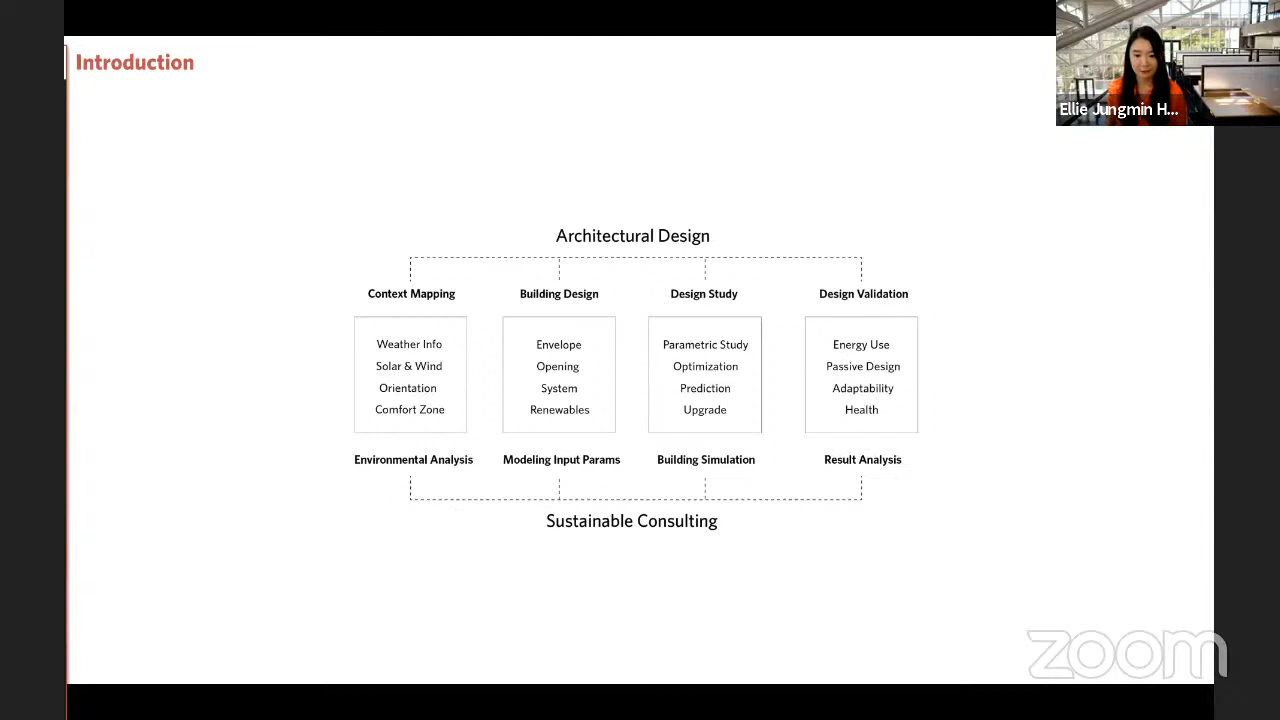 Introduction
Ellie Jungmin H...
Architectural Design
Context Mapping
Building Design
Design Study
Design Validation
Weather Info
Solar & Wind
Orientation
Comfort Zone
Envelope
Opening
System
Renewables
Parametric Study
Optimization
Prediction
Upgrade
Energy Use
Passive Design
Adaptability
Health
Environmental Analysis
Modeling Input Params
Building Simulation
Result Analysis
Sustainable Consulting
zoom